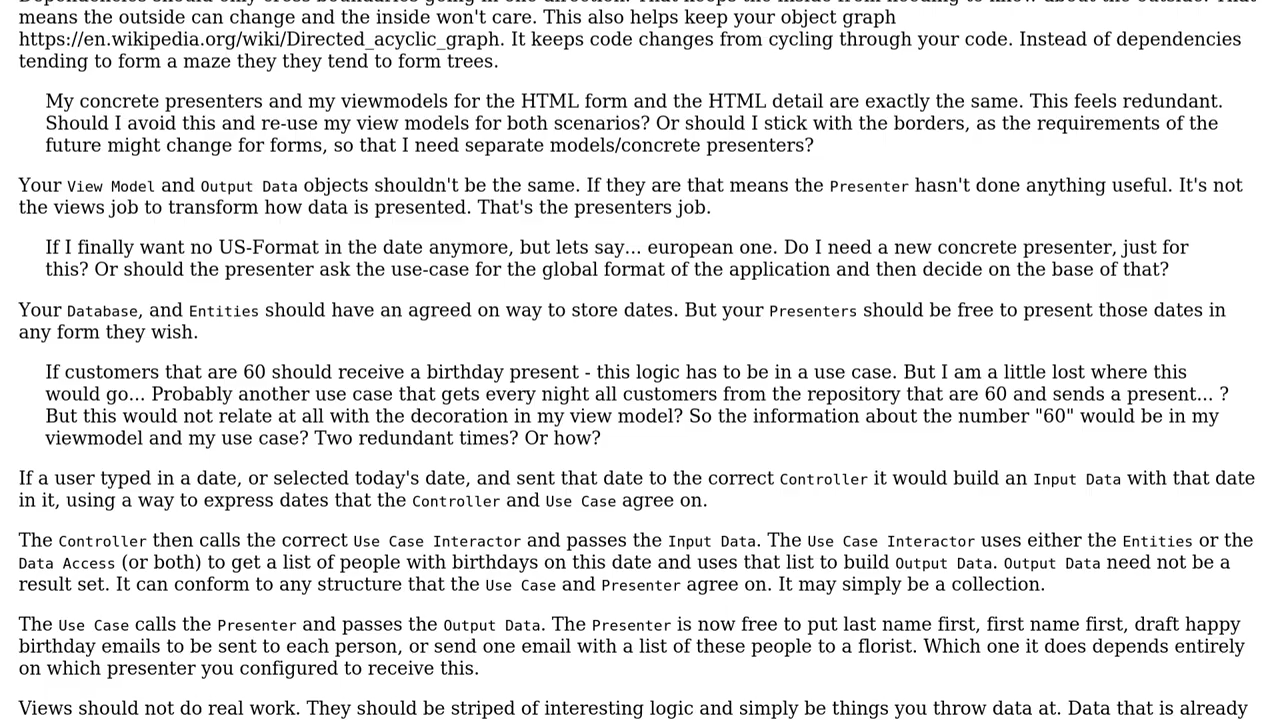 Dependencies should only cross boundaries going in one direction. That keeps the inside from needing to know about the outside. That
means the outside can change and the inside won't care. This also helps keep your object graph
https://en.wikipedia.org/wiki/Directed_acyclic_graph. It keeps code changes from cycling through your code. Instead of dependencies
tending to form a maze they they tend to form trees.
My concrete presenters and my viewmodels for the HTML form and the HTML detail are exactly the same. This feels redundant.
Should I avoid this and re-use my view models for both scenarios? Or should I stick with the borders, as the requirements of the
future might change for forms, so that I need separate models/concrete presenters?
Your View Model and Output Data objects shouldn't be the same. If they are that means the Presenter hasn't done anything useful. It's not
the views job to transform how data is presented. That's the presenters job.
If I finally want no US-Format in the date anymore, but lets say... european one. Do I need a new concrete presenter, just for
this? Or should the presenter ask the use-case for the global format of the application and then decide on the base of that?
Your Database, and Entities should have an agreed on way to store dates. But your Presenters should be free to present those dates in
any form they wish.
If customers that are 60 should receive a birthday present - this logic has to be in a use case. But I am a little lost where this
would go... Probably another use case that gets every night all customers from the repository that are 60 and sends a present... ?
But this would not relate at all with the decoration in my view model? So the information about the number "60" would be in my
viewmodel and my use case? Two redundant times? Or how?
If a user typed in a date, or selected today's date, and sent that date to the correct Controller it would build an Input Data with that date
in it, using a way to express dates that the Controller and Use Case agree on.
The Controller then calls the correct Use Case Interactor and passes the Input Data. The Use Case Interactor uses either the Entities or the
Data Access (or both) to get a list of people with birthdays on this date and uses that list to build Output Data. Output Data need not be a
result set. It can conform to any structure that the Use Case and Presenter agree on. It may simply be a collection.
The Use Case calls the Presenter and passes the Output Data. The Presenter is now free to put last name first, first name first, draft happy
birthday emails to be sent to each person, or send one email with a list of these people to a florist. Which one it does depends entirely
on which presenter you configured to receive this.
Views should not do real work. They should be striped of interesting logic and simply be things you throw data at. Data that is already